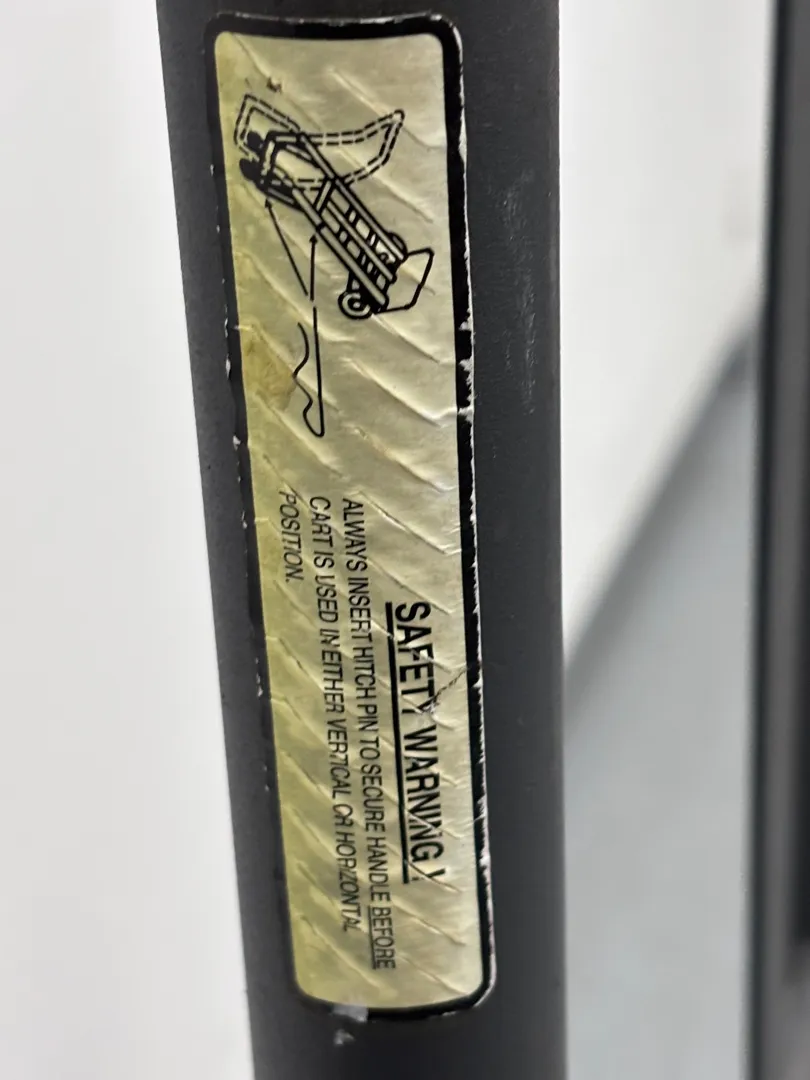 SAFETY WARNING !
ALWAYS INSERT HITCH PIN TO SECURE HANDLE BEFORE
CART IS USED IN EITHER VERTICAL OR HORIZONTAL
POSITION.